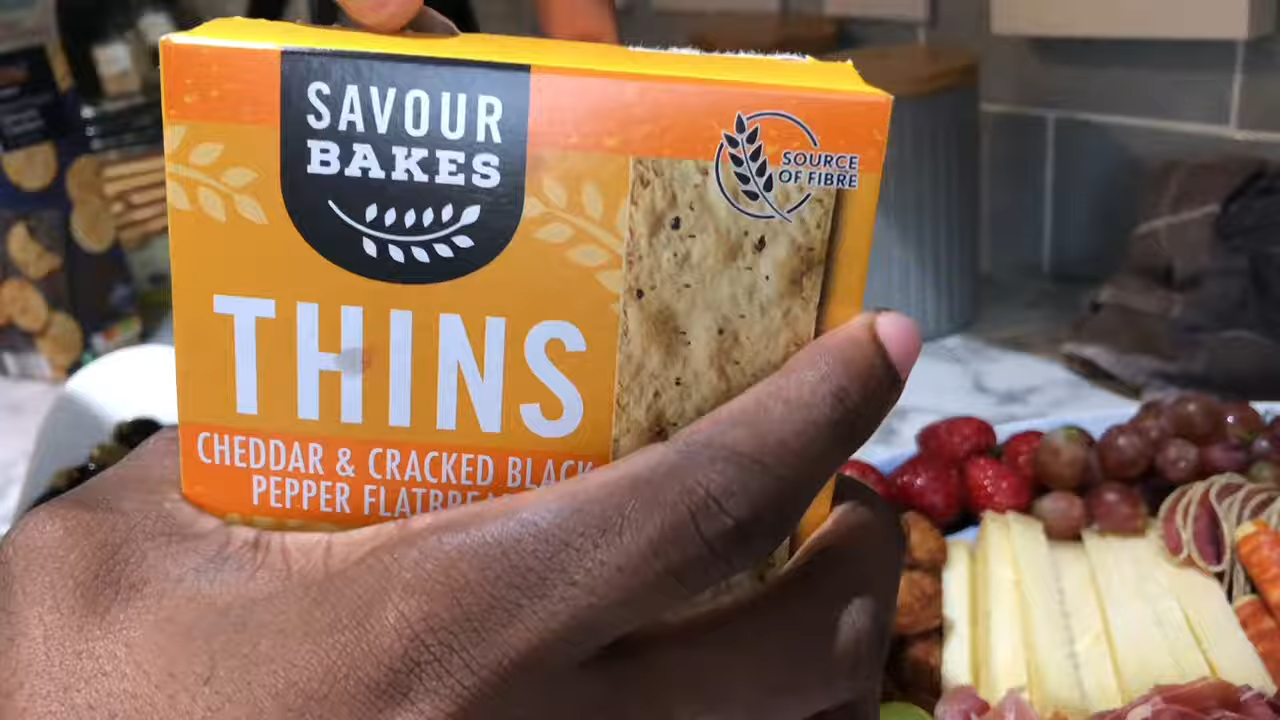 SAVOUR
BAKES
SOURCE
OF FIBRE
THINS
CHEDDAR & CRACKED BLACK
PEPPER